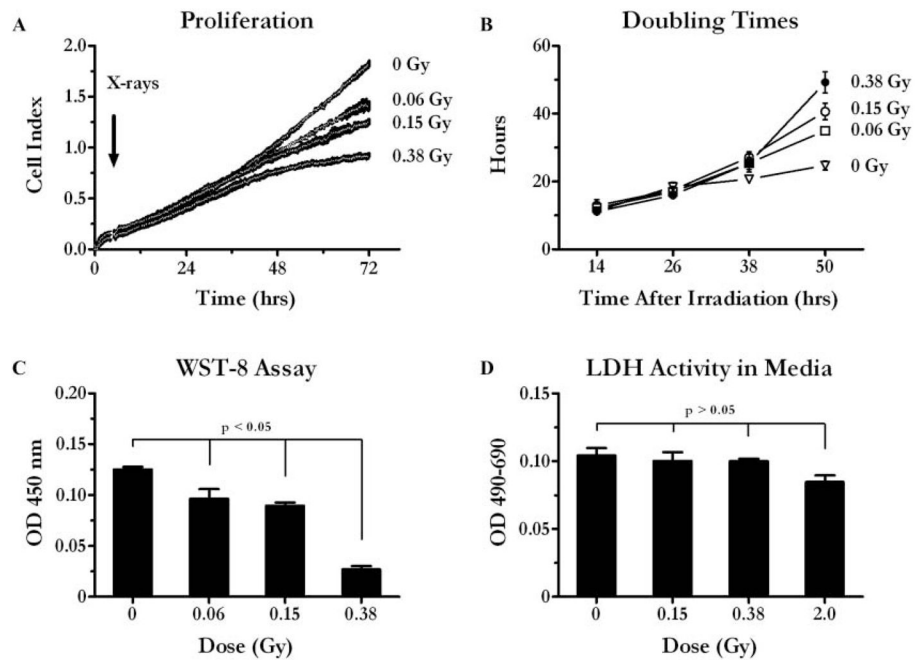 A
Proliferation
2.0
1.5
1.0
0.5
0.0
Cell Index
X-rays
0 Gy
0.06 Gy
0.15 Gy
0.38 Gy
0 24 48 72
Time (hrs)
B
Doubling Times
60
40
20
0
Hours
0.38 Gy
0.15 Gy
0.06 Gy
0 Gy
14 26 38 50
Time After Irradiation (hrs)
C
WST-8 Assay
0.20
0.15
0.10
0.05
0
OD 450 nm
p < 0.05
0 0.06 0.15 0.38
Dose (Gy)
D
LDH Activity in Media
0.15
0.10
0.05
0
OD 490-690
p > 0.05
0 0.15 0.38 2.0
Dose (Gy)